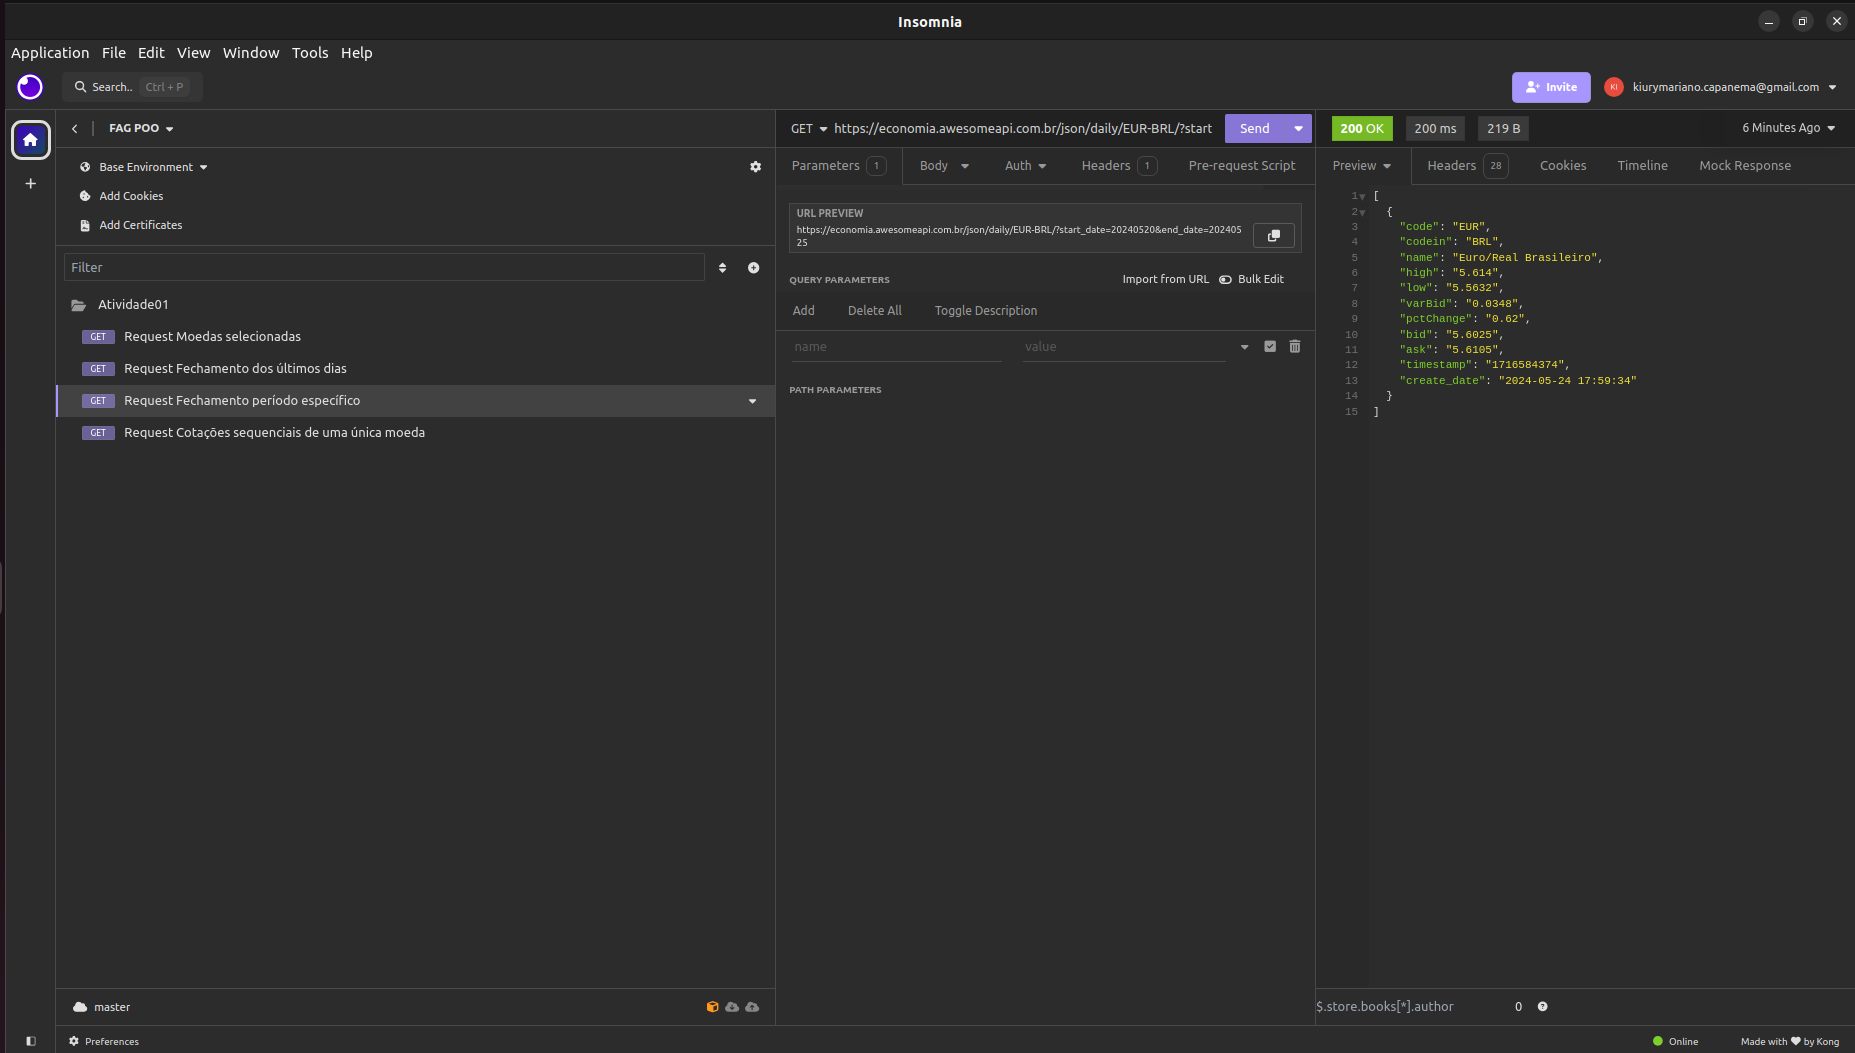 Insomnia
Application File Edit View Window Tools Help
Search.. Ctrl + P
Invite
KI
kiurymariano.capanema@gmail.com
FAG POO
Base Environment
Add Cookies
Add Certificates
Filter
Atividade01
GET Request Moedas selecionadas
GET Request Fechamento dos últimos dias
GET Request Fechamento período específico
GET Request Cotações sequenciais de uma única moeda
master
Preferences
GET https://economia.awesomeapi.com.br/json/daily/EUR-BRL/?start
Send
Parameters 1 Body Auth Headers 1 Pre-request Script
URL PREVIEW
https://economia.awesomeapi.com.br/json/daily/EUR-BRL/?start_date=20240520&end_date=202405
25
QUERY PARAMETERS Import from URL Bulk Edit
Add Delete All Toggle Description
name value
PATH PARAMETERS
200 OK 200 ms 219 B 6 Minutes Ago
Preview Headers 28 Cookies Timeline Mock Response
1 [
2 {
3 "code": "EUR",
4 "codein": "BRL",
5 "name": "Euro/Real Brasileiro",
6 "high": "5.614",
7 "low": "5.5632",
8 "varBid": "0.0348",
9 "pctChange": "0.62",
10 "bid": "5.6025",
11 "ask": "5.6105",
12 "timestamp": "1716584374",
13 "create_date": "2024-05-24 17:59:34"
14 }
15 ]
$.store.books[*].author 0
Online Made with ❤ by Kong